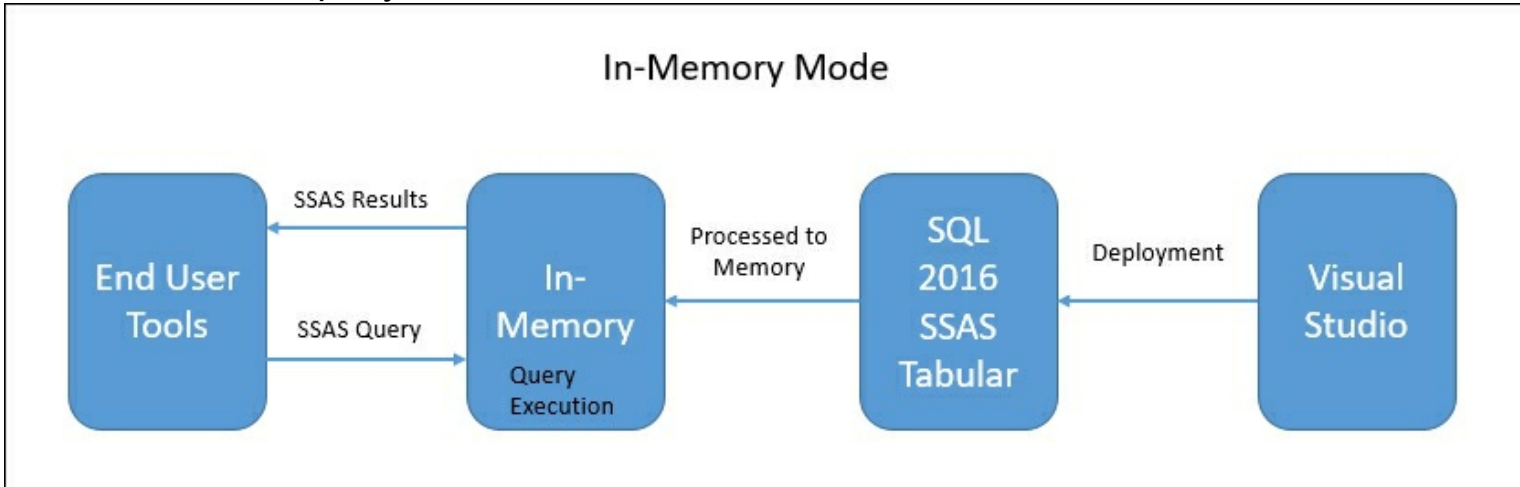 In-Memory Mode
End User
Tools
SSAS Results
SSAS Query
In-
Memory
Query
Execution
Processed to
Memory
SQL
2016
SSAS
Tabular
Deployment
Visual
Studio